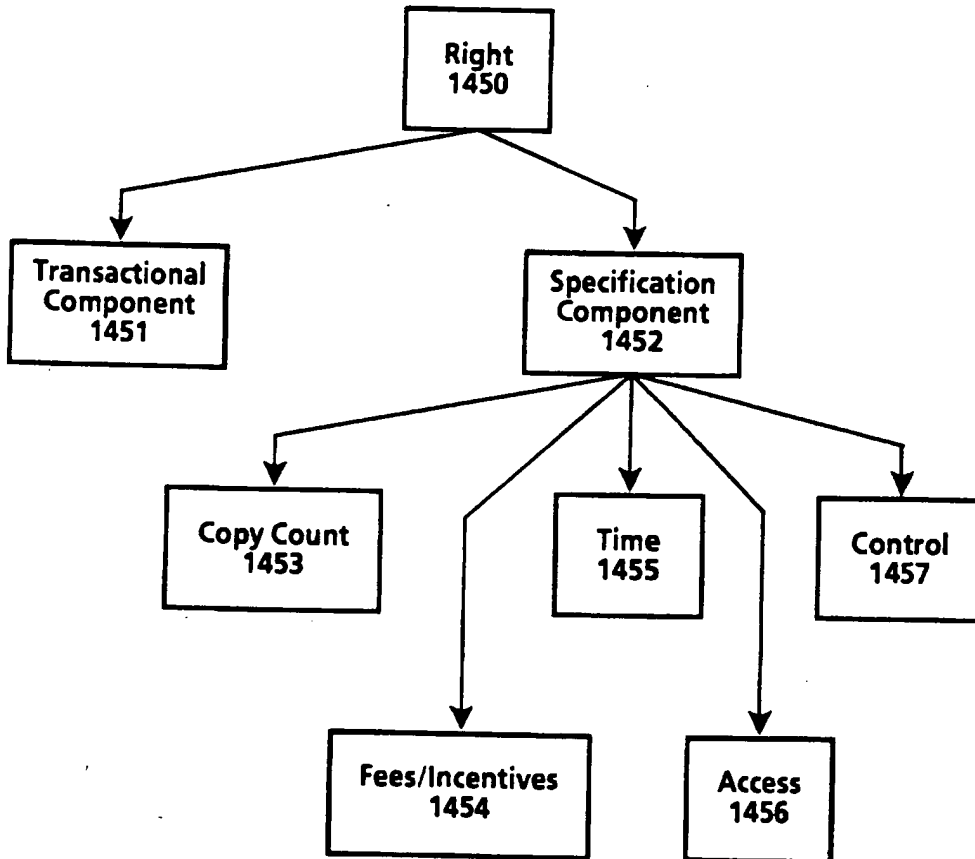 Right
1450
Transactional
Component
1451
Specification
Component
1452
Copy Count
1453
Time
1455
Control
1457
Fees/Incentives
1454
Access
1456